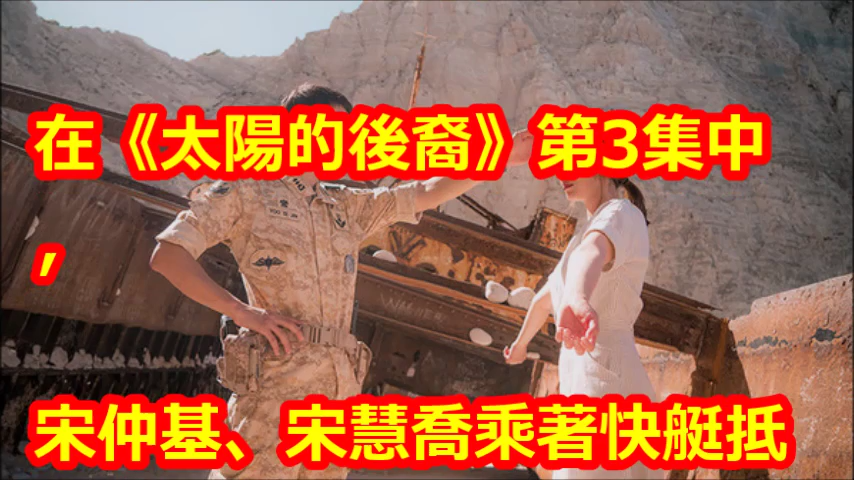 在《太陽的後裔》第3集中
，
宋仲基、宋慧喬乘著快艇抵